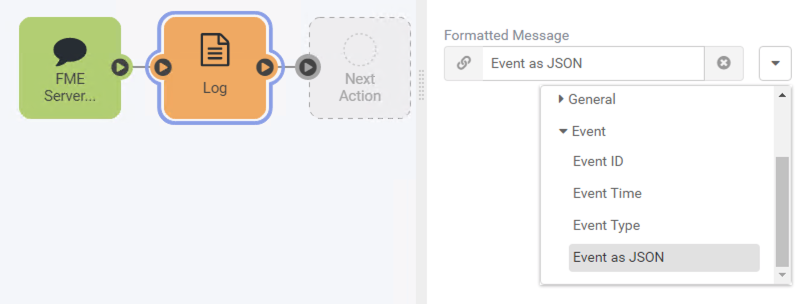 FME
Server...
Log
Next
Action
Formatted Message
Event as JSON
General
Event
Event ID
Event Time
Event Type
Event as JSON